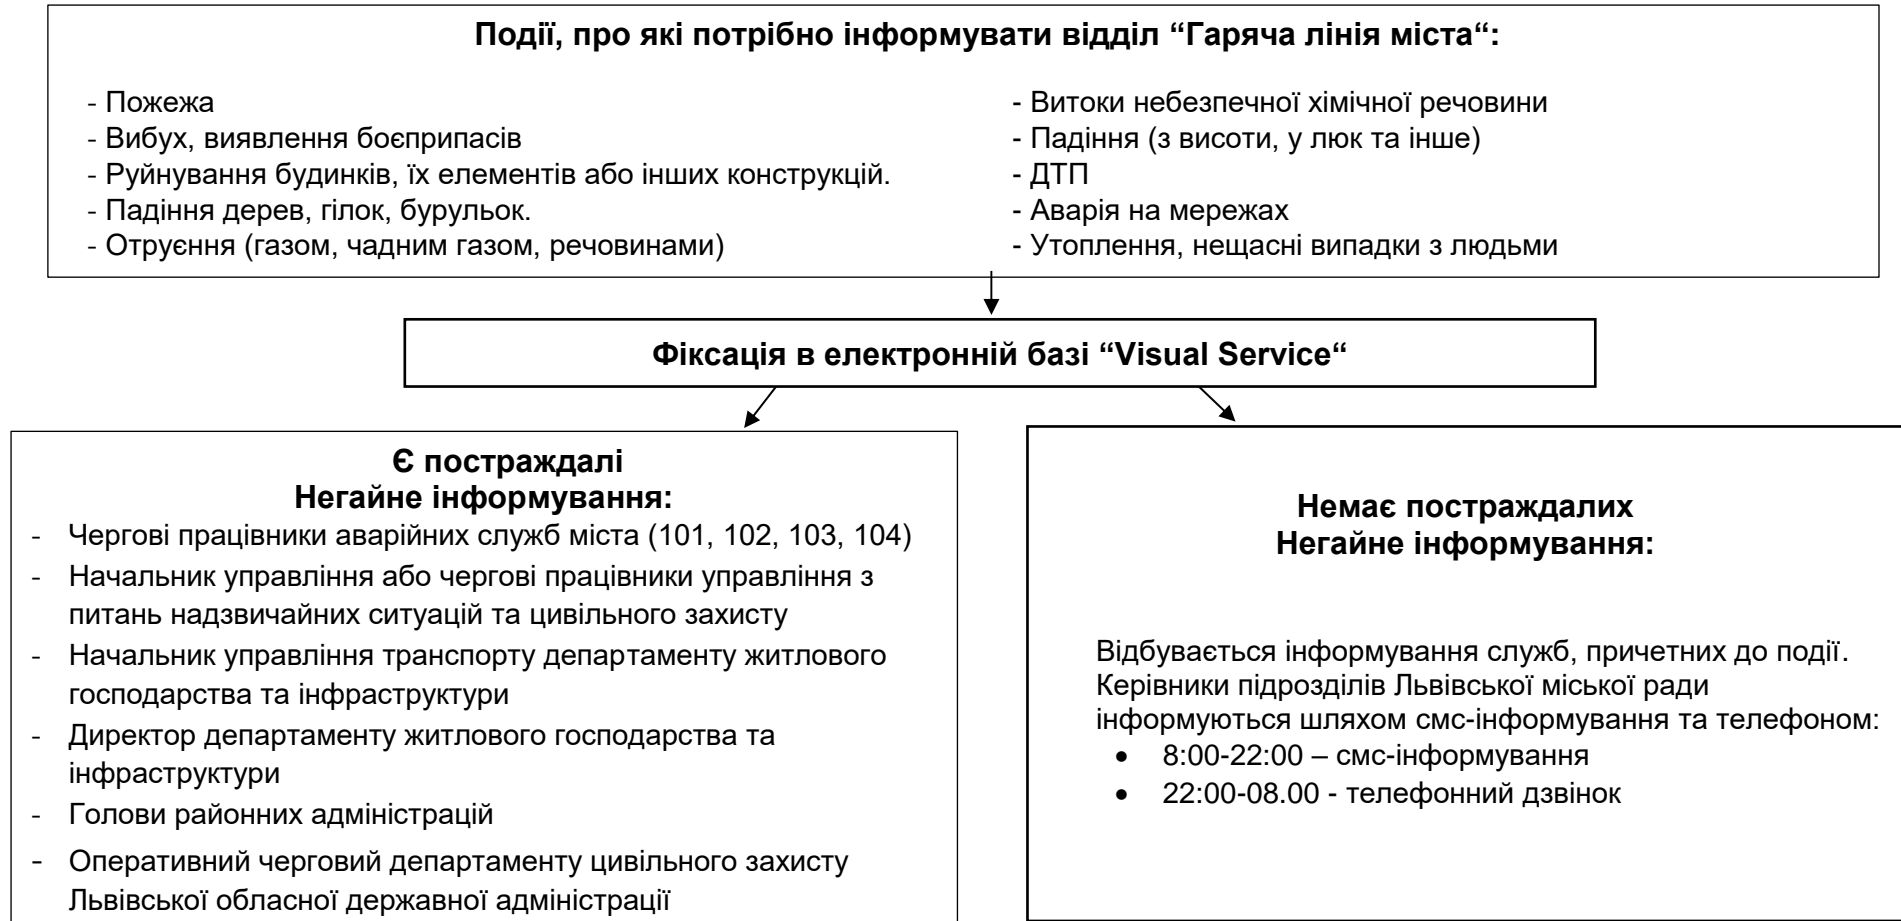 Події, про які потрібно інформувати відділ “Гаряча лінія міста“:
- Пожежа
- Вибух, виявлення боєприпасів
- Руйнування будинків, їх елементів або інших конструкцій.
- Падіння дерев, гілок, бурульок.
- Отруєння (газом, чадним газом, речовинами)
- Витоки небезпечної хімічної речовини
- Падіння (з висоти, у люк та інше)
- ДТП
- Аварія на мережах
- Утоплення, нещасні випадки з людьми
Фіксація в електронній базі “Visual Service“
Є постраждалі
Негайне інформування:
- Чергові працівники аварійних служб міста (101, 102, 103, 104)
- Начальник управління або чергові працівники управління з
питань надзвичайних ситуацій та цивільного захисту
- Начальник управління транспорту департаменту житлового
господарства та інфраструктури
- Директор департаменту житлового господарства та
інфраструктури
- Голови районних адміністрацій
- Оперативний черговий департаменту цивільного захисту
Львівської обласної державної адміністрації
Немає постраждалих
Негайне інформування:
Відбувається інформування служб, причетних до події.
Керівники підрозділів Львівської міської ради
інформуються шляхом смс-інформування та телефоном:
• 8:00-22:00 – смс-інформування
• 22:00-08.00 - телефонний дзвінок